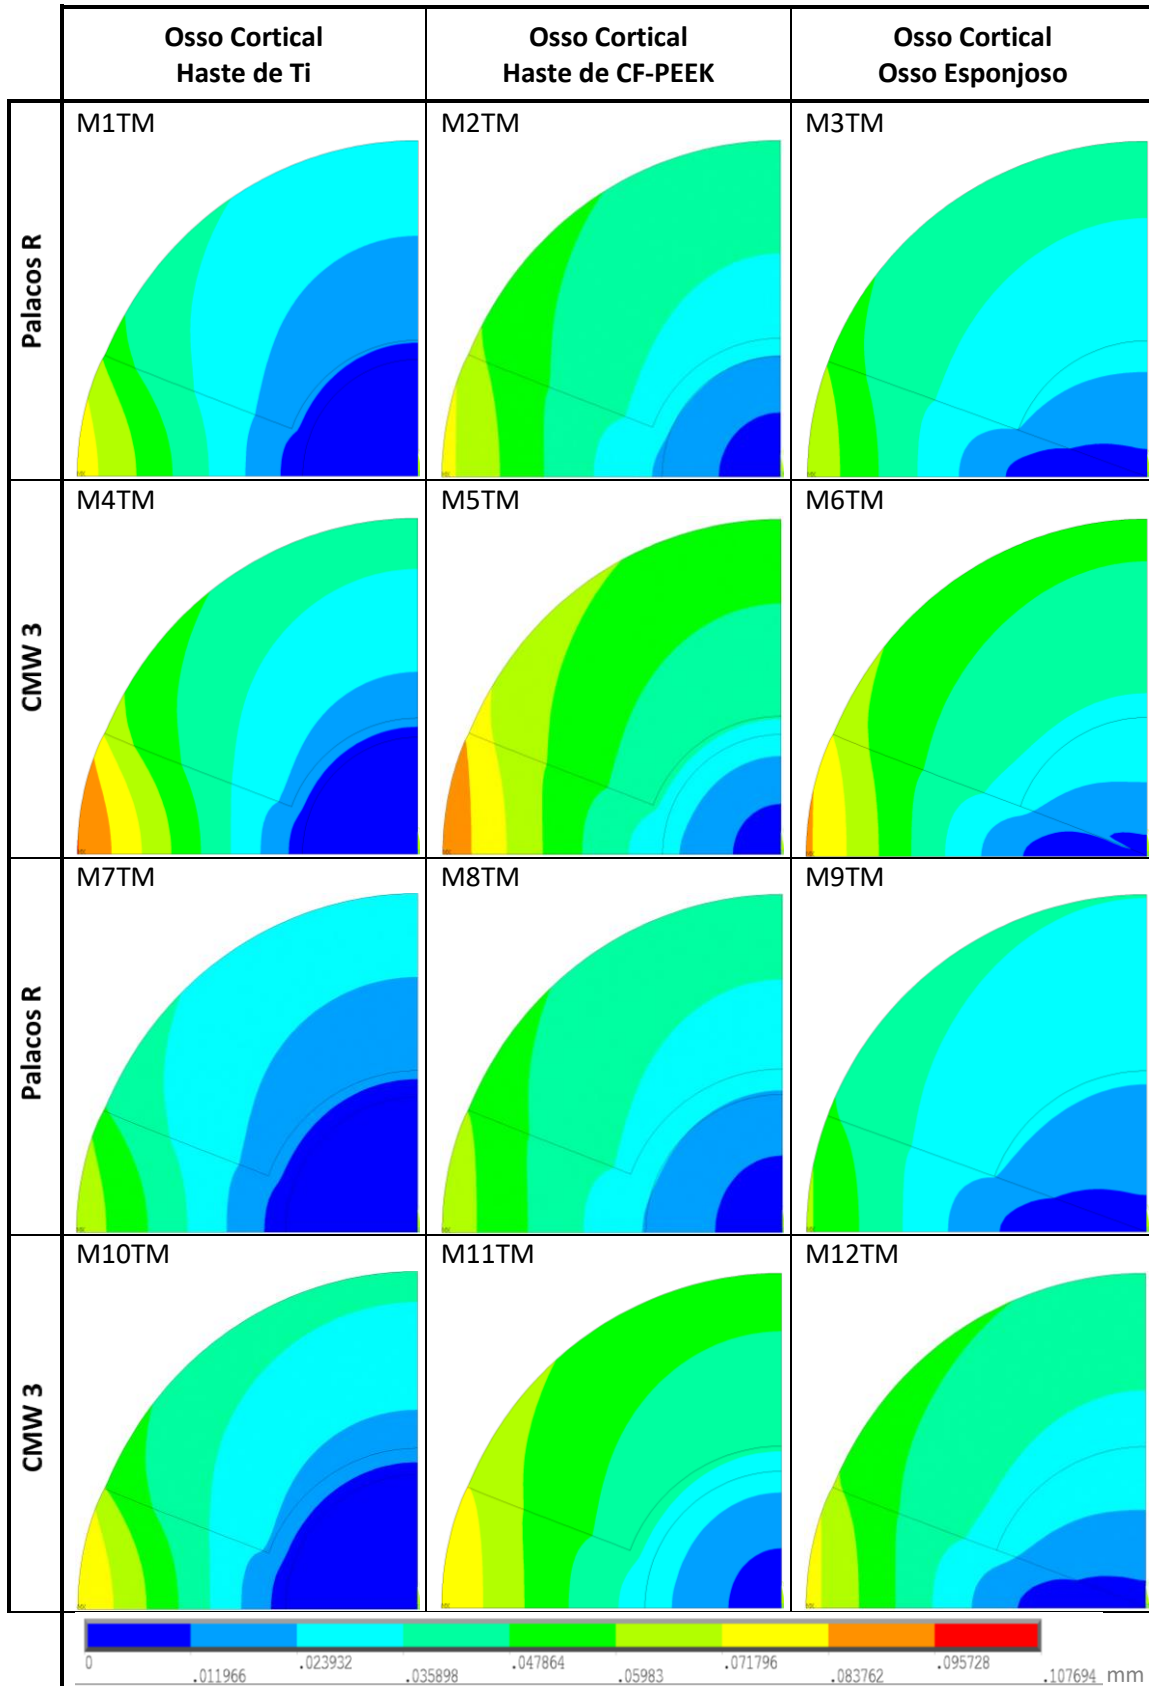 Osso Cortical
Haste de Ti
Osso Cortical
Haste de CF-PEEK
Osso Cortical
Osso Esponjoso
Palacos R
M1TM
M2TM
M3TM
CMW 3
M4TM
M5TM
M6TM
Palacos R
M7TM
M8TM
M9TM
CMW 3
M10TM
M11TM
M12TM
0 .011966 .023932 .035898 .047864 .05983 .071796 .083762 .095728 .107694 mm